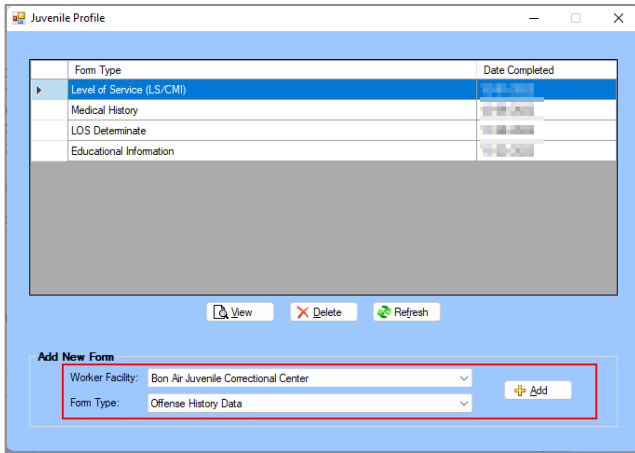 Juvenile Profile
Form Type Date Completed
Level of Service (LS/CMI)
Medical History
LOS Determinate
Educational Information
View Delete Refresh
Add New Form
Worker Facility: Bon Air Juvenile Correctional Center
Form Type: Offense History Data
Add